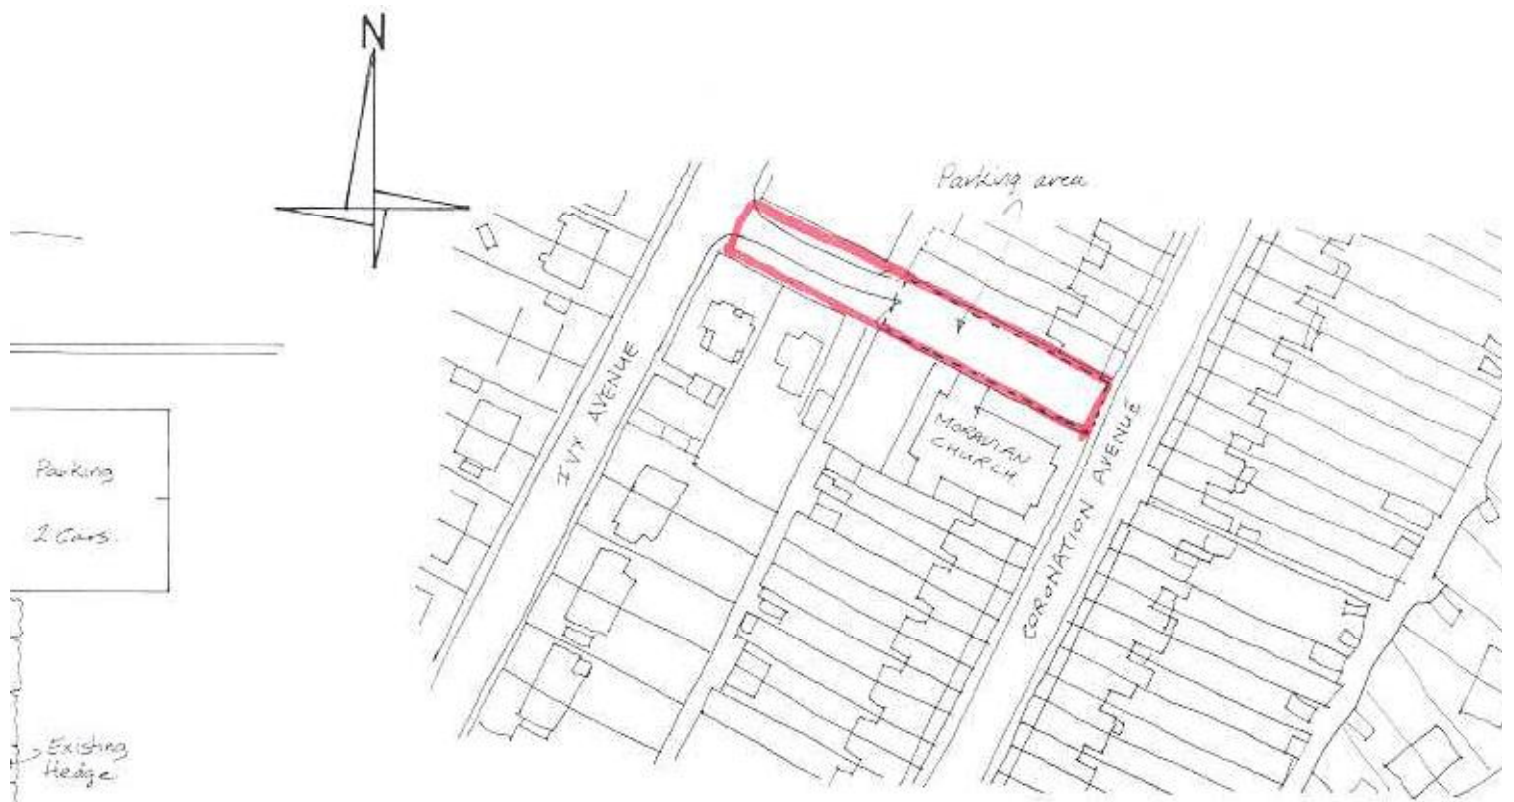 N
Parking area
IVY AVENUE
MORAVIAN
CHURCH
CORONATION AVENUE
Parking
2 Cars.
Existing
Hedge